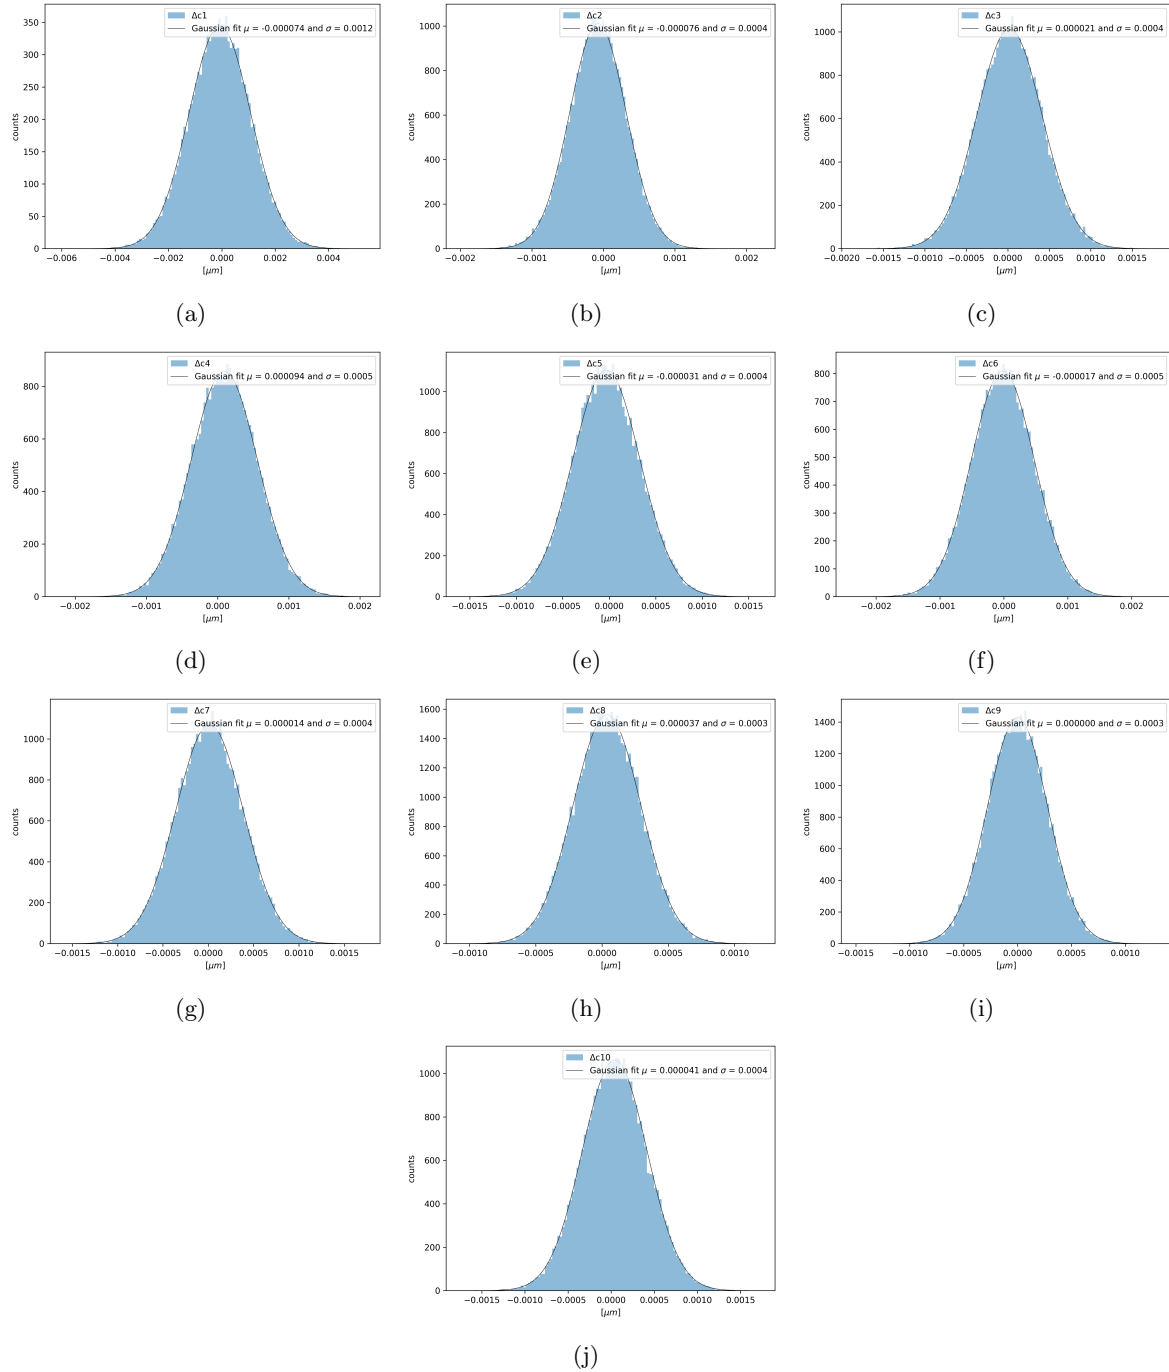 Δc1
Gaussian fit μ = -0.000074 and σ = 0.0012
350
300
250
200
150
100
50
0
counts
−0.006 −0.004 −0.002 0.000 0.002 0.004
[μm]
(a)
Δc2
Gaussian fit μ = -0.000076 and σ = 0.0004
1000
800
600
400
200
0
counts
−0.002 −0.001 0.000 0.001 0.002
[μm]
(b)
Δc3
Gaussian fit μ = 0.000021 and σ = 0.0004
1000
800
600
400
200
0
counts
−0.0020 −0.0015 −0.0010 −0.0005 0.0000 0.0005 0.0010 0.0015
[μm]
(c)
Δc4
Gaussian fit μ = 0.000094 and σ = 0.0005
800
600
400
200
0
counts
−0.002 −0.001 0.000 0.001 0.002
[μm]
(d)
Δc5
Gaussian fit μ = -0.000031 and σ = 0.0004
1000
800
600
400
200
0
counts
−0.0015 −0.0010 −0.0005 0.0000 0.0005 0.0010 0.0015
[μm]
(e)
Δc6
Gaussian fit μ = -0.000017 and σ = 0.0005
800
700
600
500
400
300
200
100
0
counts
−0.002 −0.001 0.000 0.001 0.002
[μm]
(f)
Δc7
Gaussian fit μ = 0.000014 and σ = 0.0004
1000
800
600
400
200
0
counts
−0.0015 −0.0010 −0.0005 0.0000 0.0005 0.0010 0.0015
[μm]
(g)
Δc8
Gaussian fit μ = 0.000037 and σ = 0.0003
1600
1400
1200
1000
800
600
400
200
0
counts
−0.0010 −0.0005 0.0000 0.0005 0.0010
[μm]
(h)
Δc9
Gaussian fit μ = 0.000000 and σ = 0.0003
1400
1200
1000
800
600
400
200
0
counts
−0.0015 −0.0010 −0.0005 0.0000 0.0005 0.0010
[μm]
(i)
Δc10
Gaussian fit μ = 0.000041 and σ = 0.0004
1000
800
600
400
200
0
counts
−0.0015 −0.0010 −0.0005 0.0000 0.0005 0.0010 0.0015
[μm]
(j)